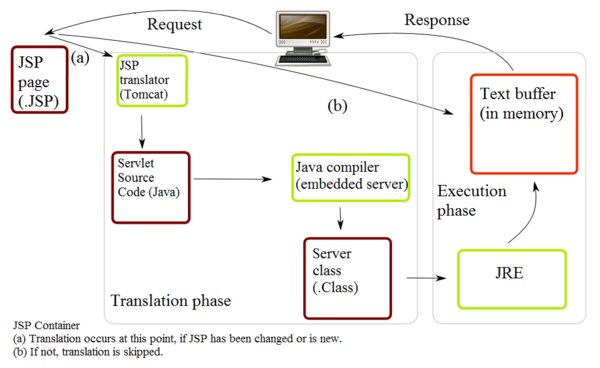 Request
Response
JSP
page
(.JSP)
(a)
JSP
translator
(Tomcat)
(b)
Text buffer
(in memory)
Servlet
Source
Code (Java)
Java compiler
(embedded server)
Execution
phase
Server
class
(.Class)
JRE
Translation phase
JSP Container
(a) Translation occurs at this point, if JSP has been changed or is new.
(b) If not, translation is skipped.